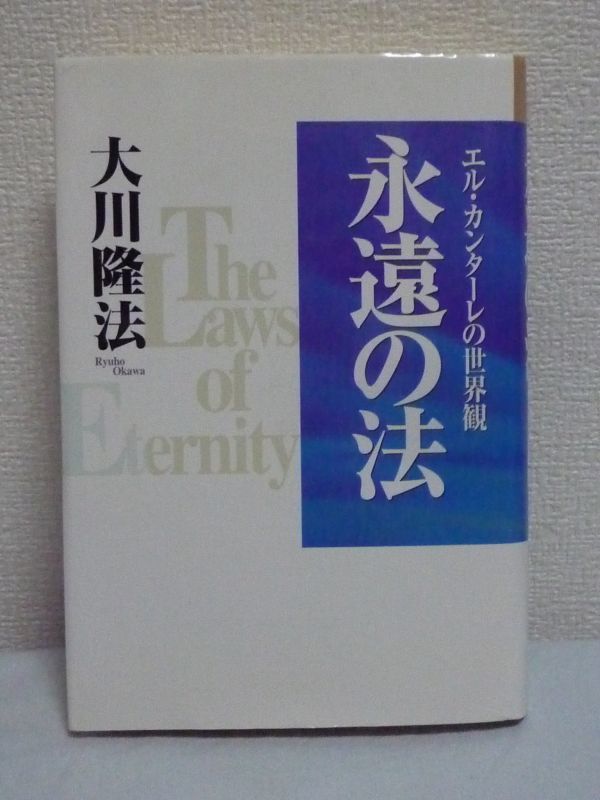 エル・カンターレの世界観
永遠の法
大川隆法
Ryuho
Okawa
The
Laws
of
Eternity